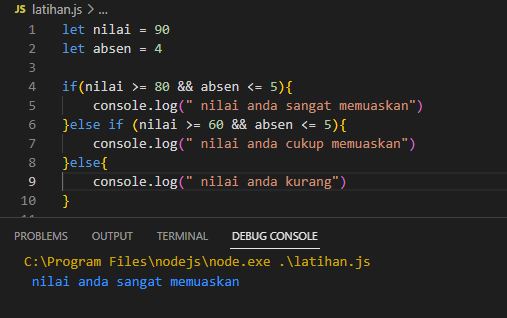 JS latihan.js > ...
1 let nilai = 90
2 let absen = 4
3
4 if(nilai >= 80 && absen <= 5){
5     console.log(" nilai anda sangat memuaskan")
6 }else if (nilai >= 60 && absen <= 5){
7     console.log(" nilai anda cukup memuaskan")
8 }else{
9     console.log(" nilai anda kurang")
10 }
PROBLEMS OUTPUT TERMINAL DEBUG CONSOLE
C:\Program Files\nodejs\node.exe .\latihan.js
nilai anda sangat memuaskan